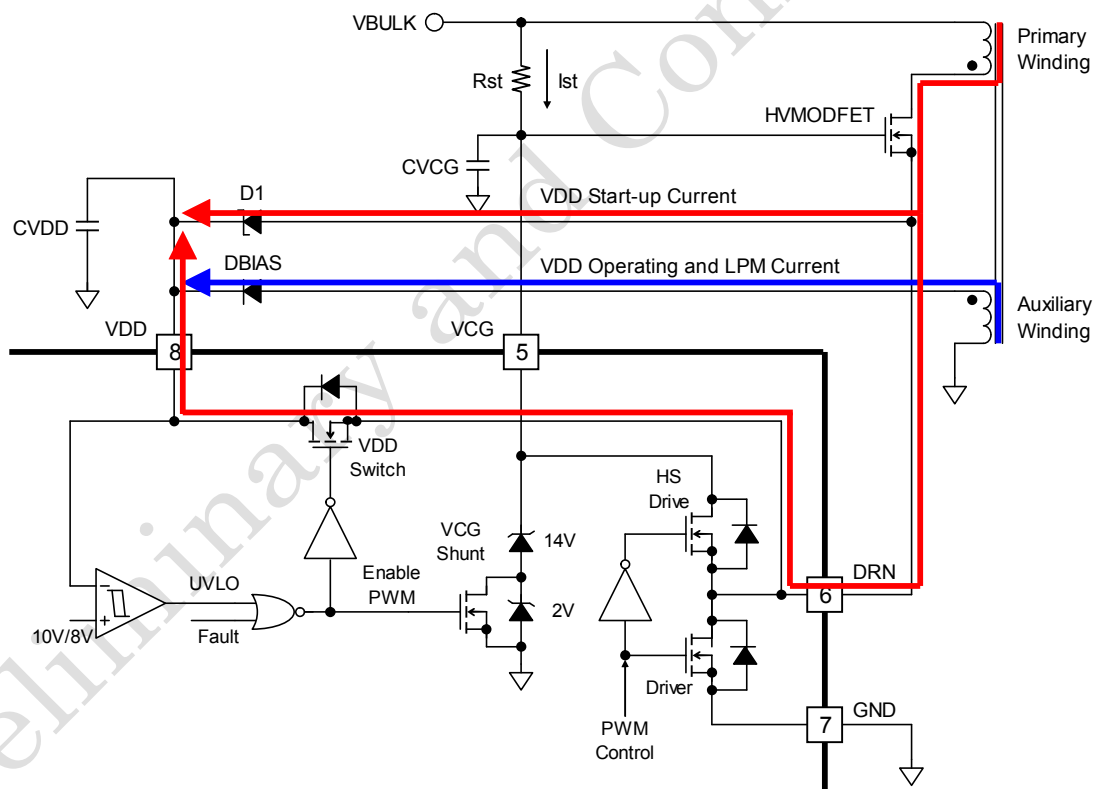 VBULK
Primary
Winding
Rst
Ist
HVMODFET
CVCG
D1
VDD Start-up Current
CVDD
DBIAS
VDD Operating and LPM Current
Auxiliary
Winding
VDD
VCG
8
5
VDD
Switch
HS
Drive
VCG
Shunt
14V
UVLO
Enable
PWM
DRN
6
2V
10V/8V
Fault
Driver
GND
7
PWM
Control
eliminary and Con